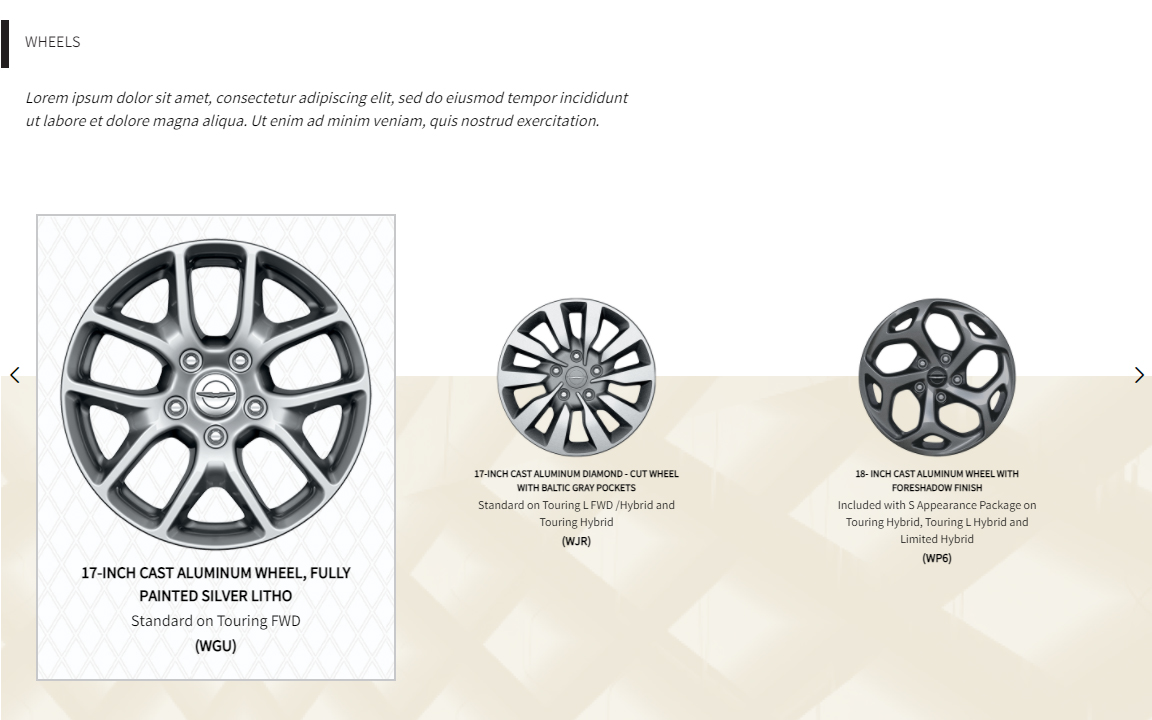 WHEELS
Lorem ipsum dolor sit amet, consectetur adipiscing elit, sed do eiusmod tempor incididunt
ut labore et dolore magna aliqua. Ut enim ad minim veniam, quis nostrud exercitation.
17-INCH CAST ALUMINUM WHEEL, FULLY
PAINTED SILVER LITHO
Standard on Touring FWD
(WGU)
17-INCH CAST ALUMINUM DIAMOND - CUT WHEEL
WITH BALTIC GRAY POCKETS
Standard on Touring L FWD /Hybrid and
Touring Hybrid
(WJR)
18- INCH CAST ALUMINUM WHEEL WITH
FORESHADOW FINISH
Included with S Appearance Package on
Touring Hybrid, Touring L Hybrid and
Limited Hybrid
(WP6)